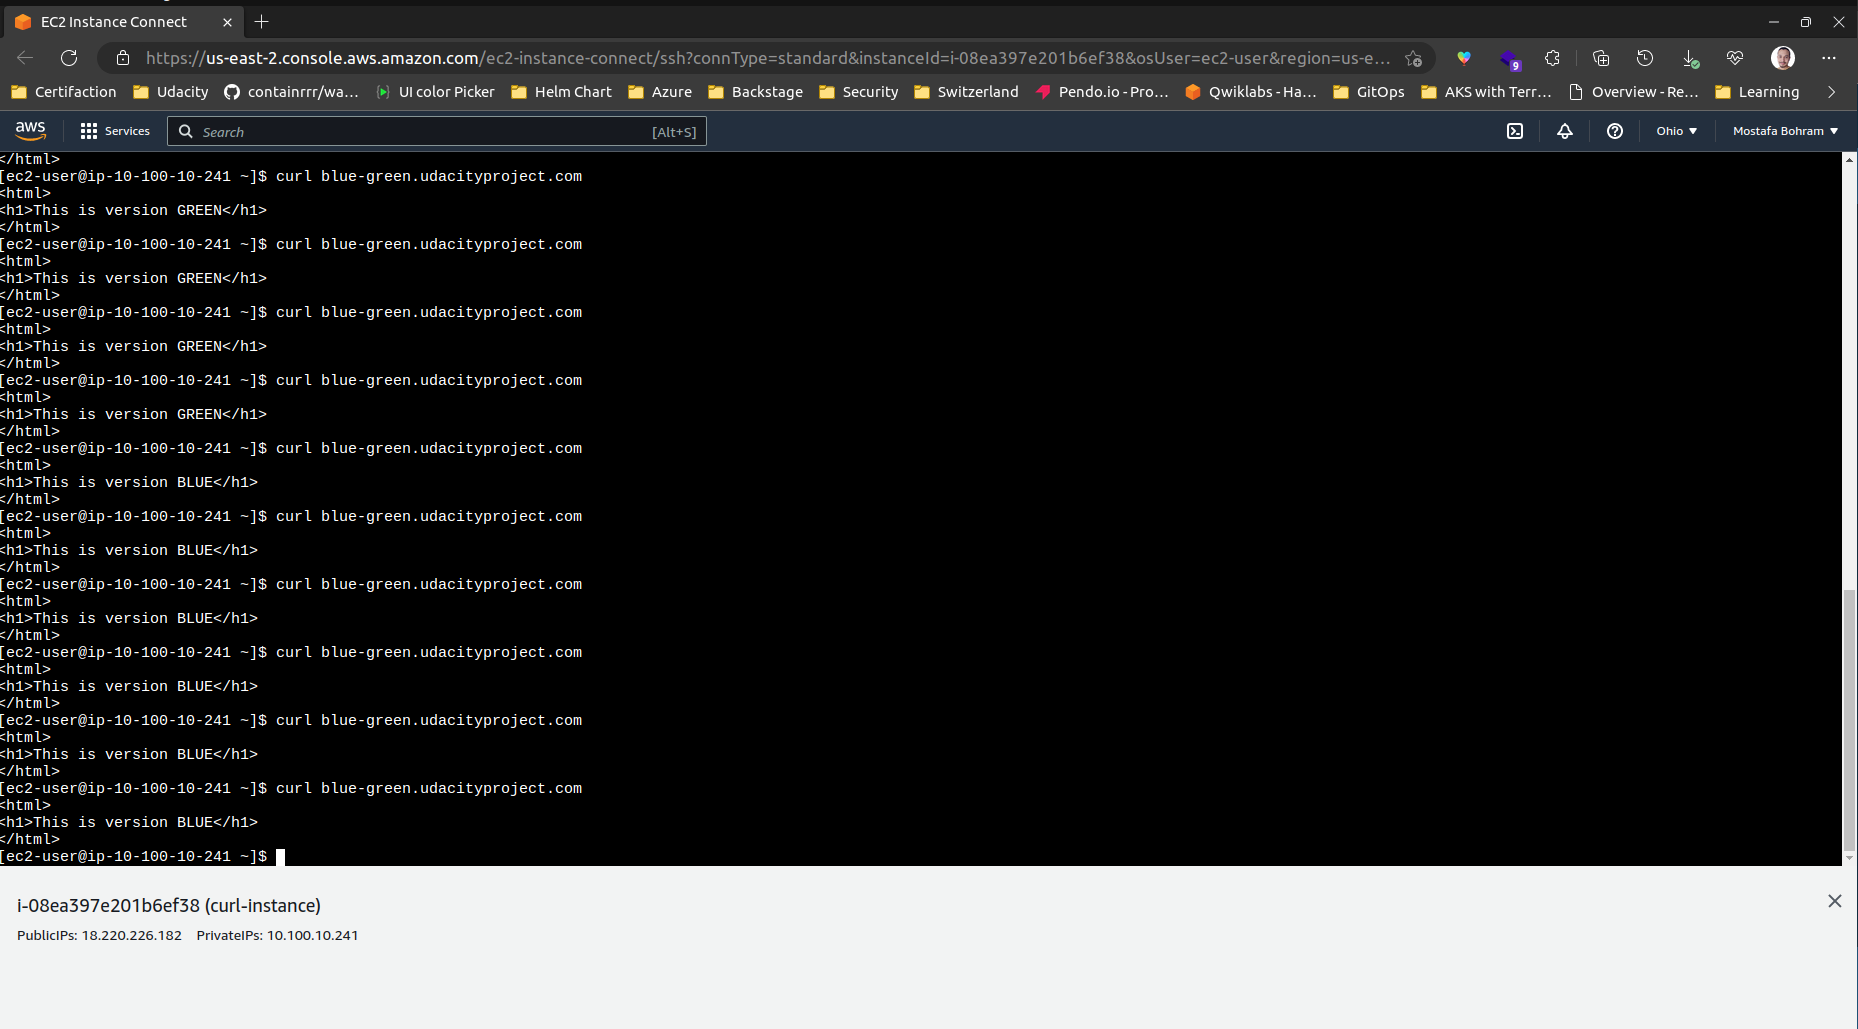 EC2 Instance Connect
https://us-east-2.console.aws.amazon.com/ec2-instance-connect/ssh?connType=standard&instanceId=i-08ea397e201b6ef38&osUser=ec2-user&region=us-e...
9
Certifaction Udacity containrrr/wa... UI color Picker Helm Chart Azure Backstage Security Switzerland Pendo.io - Pro... Qwiklabs - Ha... GitOps AKS with Terr... Overview - Re... Learning
aws Services Search [Alt+S] Ohio Mostafa Bohram
</html>
[ec2-user@ip-10-100-10-241 ~]$ curl blue-green.udacityproject.com
<html>
<h1>This is version GREEN</h1>
</html>
[ec2-user@ip-10-100-10-241 ~]$ curl blue-green.udacityproject.com
<html>
<h1>This is version GREEN</h1>
</html>
[ec2-user@ip-10-100-10-241 ~]$ curl blue-green.udacityproject.com
<html>
<h1>This is version GREEN</h1>
</html>
[ec2-user@ip-10-100-10-241 ~]$ curl blue-green.udacityproject.com
<html>
<h1>This is version GREEN</h1>
</html>
[ec2-user@ip-10-100-10-241 ~]$ curl blue-green.udacityproject.com
<html>
<h1>This is version BLUE</h1>
</html>
[ec2-user@ip-10-100-10-241 ~]$ curl blue-green.udacityproject.com
<html>
<h1>This is version BLUE</h1>
</html>
[ec2-user@ip-10-100-10-241 ~]$ curl blue-green.udacityproject.com
<html>
<h1>This is version BLUE</h1>
</html>
[ec2-user@ip-10-100-10-241 ~]$ curl blue-green.udacityproject.com
<html>
<h1>This is version BLUE</h1>
</html>
[ec2-user@ip-10-100-10-241 ~]$ curl blue-green.udacityproject.com
<html>
<h1>This is version BLUE</h1>
</html>
[ec2-user@ip-10-100-10-241 ~]$ curl blue-green.udacityproject.com
<html>
<h1>This is version BLUE</h1>
</html>
[ec2-user@ip-10-100-10-241 ~]$
i-08ea397e201b6ef38 (curl-instance)
PublicIPs: 18.220.226.182 PrivateIPs: 10.100.10.241